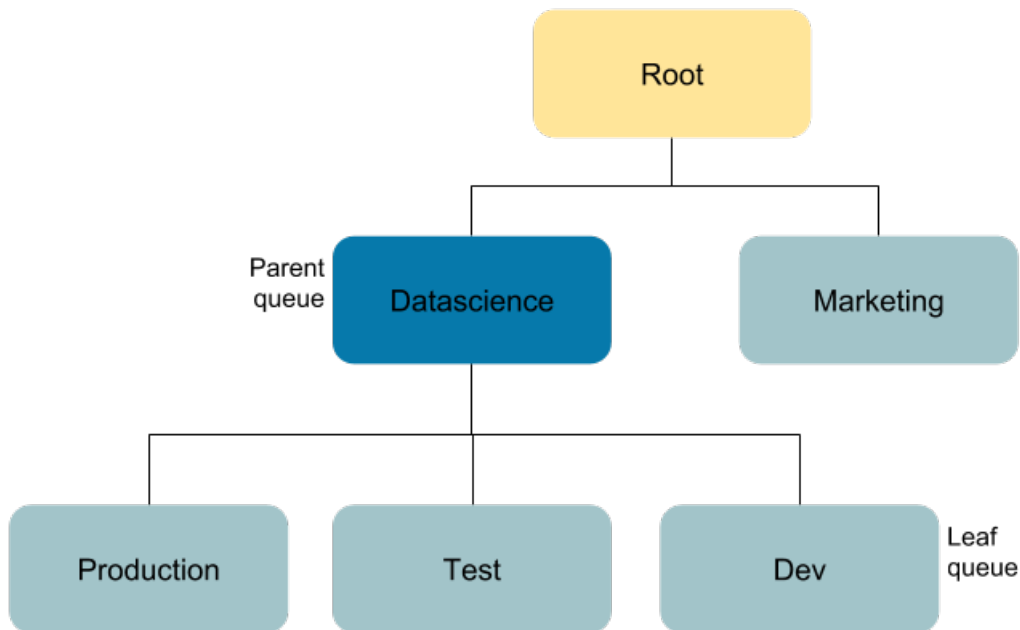 Root
Parent
queue
Datascience
Marketing
Production
Test
Dev
Leaf
queue